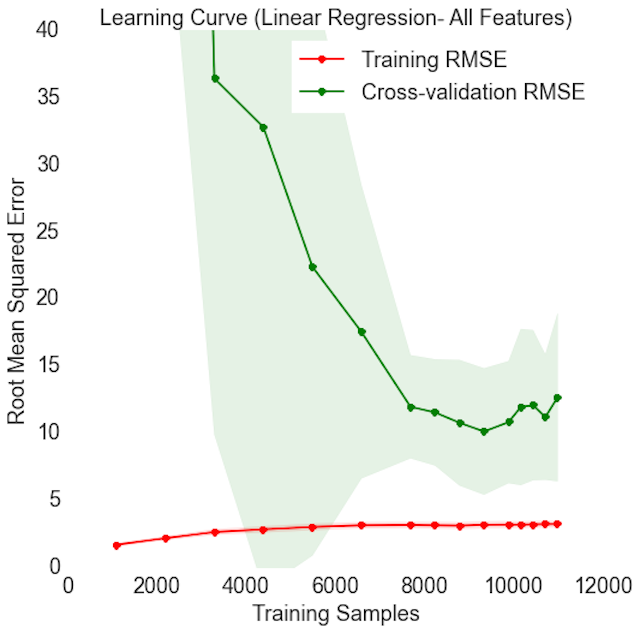 Learning Curve (Linear Regression- All Features)
40
35
30
25
20
15
10
5
0
Root Mean Squared Error
Training RMSE
Cross-validation RMSE
0 2000 4000 6000 8000 10000 12000
Training Samples